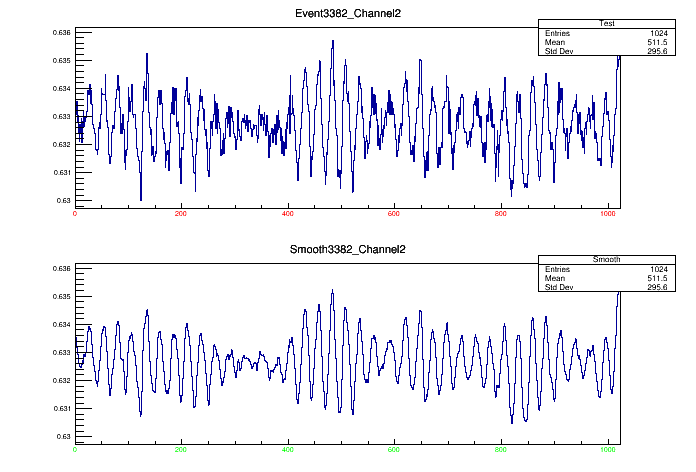 Event3382_Channel2
Test
Entries 1024
Mean 511.5
Std Dev 295.6
0.636
0.635
0.634
0.633
0.632
0.631
0.63
0 200 400 600 800 1000
Smooth3382_Channel2
Smooth
Entries 1024
Mean 511.5
Std Dev 295.6
0.636
0.635
0.634
0.633
0.632
0.631
0.63
0 200 400 600 800 1000